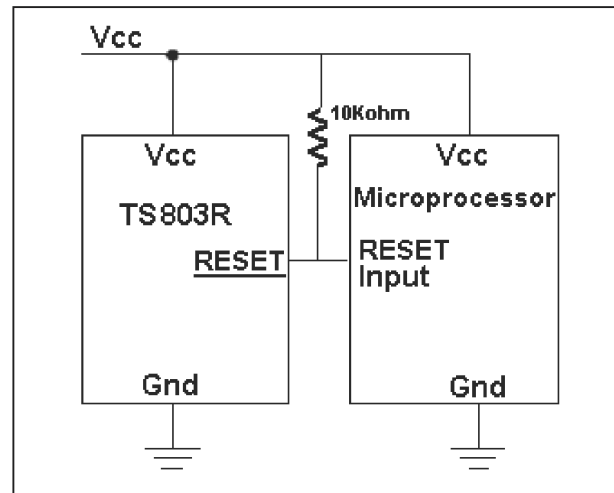 Vcc
10Kohm
Vcc
TS803R
RESET
Gnd
Vcc
Microprocessor
RESET
Input
Gnd